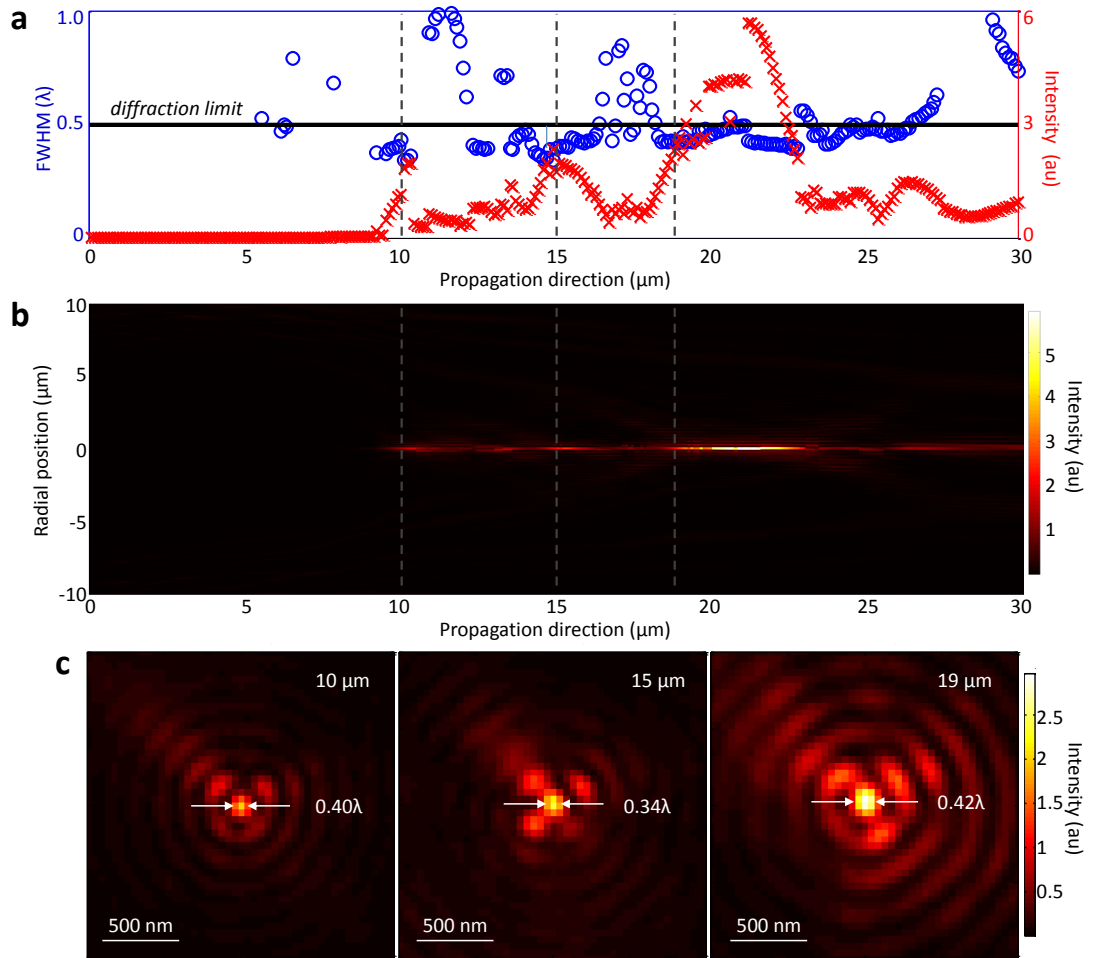 a
1.0
0.5
0
FWHM (λ)
diffraction limit
6
3
0
Intensity (au)
0 5 10 15 20 25 30
Propagation direction (µm)
b
10
5
0
-5
-10
Radial position (µm)
0 5 10 15 20 25 30
Propagation direction (µm)
5
4
3
2
1
Intensity (au)
c
10 µm
0.40λ
500 nm
15 µm
0.34λ
500 nm
19 µm
0.42λ
500 nm
2.5
2
1.5
1
0.5
Intensity (au)